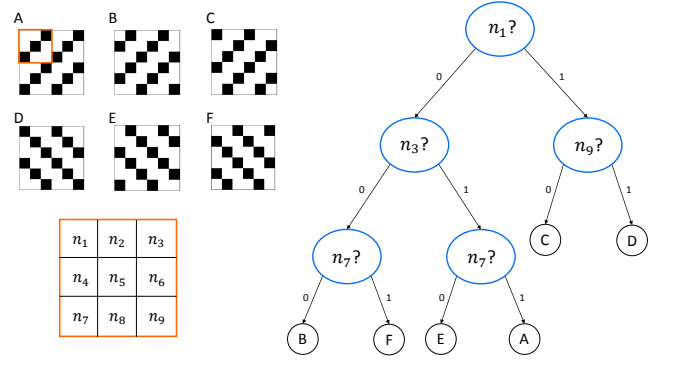 A B C
D E F
n₁ n₂ n₃
n₄ n₅ n₆
n₇ n₈ n₉
n₁?
0 1
n₃? n₉?
0 1 0 1
C D
n₇? n₇?
0 1 0 1
B F E A